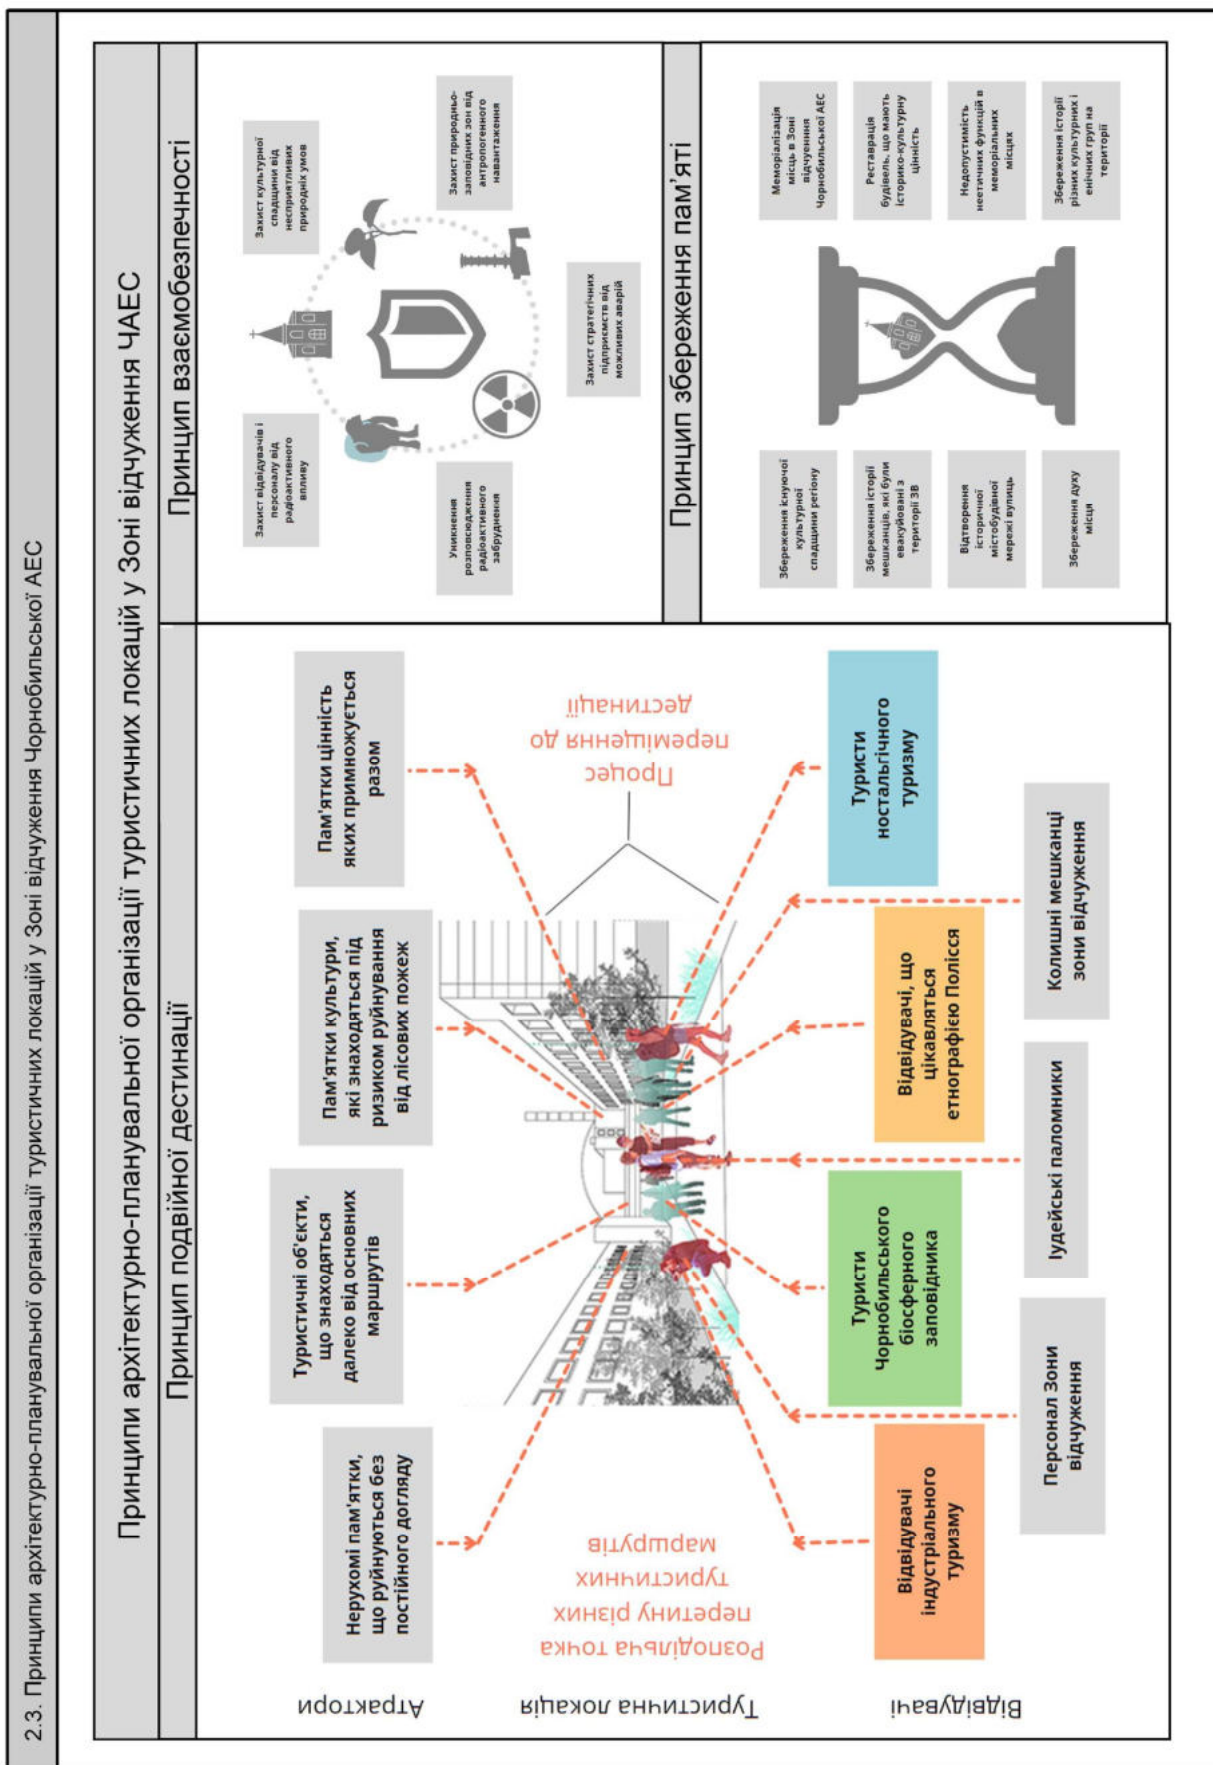 2.3. Принципи архітектурно-планувальної організації туристичних локацій у Зоні відчуження Чорнобильської АЕС
Принципи архітектурно-планувальної організації туристичних локацій у Зоні відчуження ЧАЕС
Принцип подвійної дестинації
Атрактори
Нерухомі пам'ятки,
що руйнуються без
постійного догляду
Туристичні об'єкти,
що знаходяться
далеко від основних
маршрутів
Пам'ятки культури,
які знаходяться під
ризиком руйнування
від лісових пожеж
Пам'ятки цінність
яких примножується
разом
Туристична локація
Розподільча точка
перетину різних
туристичних
маршрутів
Процес
переміщення до
дестинації
Відвідувачі
Відвідувачі
індустріального
туризму
Туристи
Чорнобильського
біосферного
заповідника
Відвідувачі, що
цікавляться
етнографією Полісся
Туристи
ностальгічного
туризму
Персонал Зони
відчуження
Іудейські паломники
Колишні мешканці
зони відчуження
Принцип взаємобезпечності
Захист відвідувачів і
персоналу від
радіоактивного
впливу
Захист культурної
спадщини від
несприятливих
природніх умов
Уникнення
розповсюдження
радіоактивного
забруднення
Захист стратегічних
підприємств від
можливих аварій
Захист природньо-
заповідних зон від
антропогенного
навантаження
Принцип збереження пам'яті
Збереження існуючої
культурної
спадщини регіону
Збереження історії
мешканців, які були
евакуйовані з
території ЗВ
Відтворення
історичної
містобудівної
мережі вулиць
Збереження духу
місця
Меморіалізація
місць в Зоні
відчуенння
Чорнобильської АЕС
Реставрація
будівель, що мають
історико-культурну
цінність
Недопустимість
неетичних функцій в
меморіальних
місцях
Збереження історії
різних культурних і
енічних груп на
території